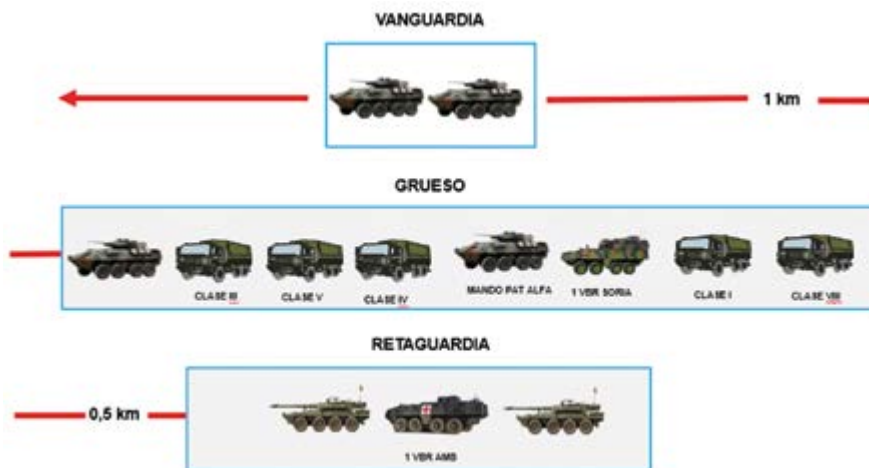 VANGUARDIA
1 km
GRUESO
CLASE III
CLASE V
CLASE IV
MANDO PAT ALFA
1 VBR SORIA
CLASE I
CLASE VIII
RETAGUARDIA
0,5 km
1 VBR AMB